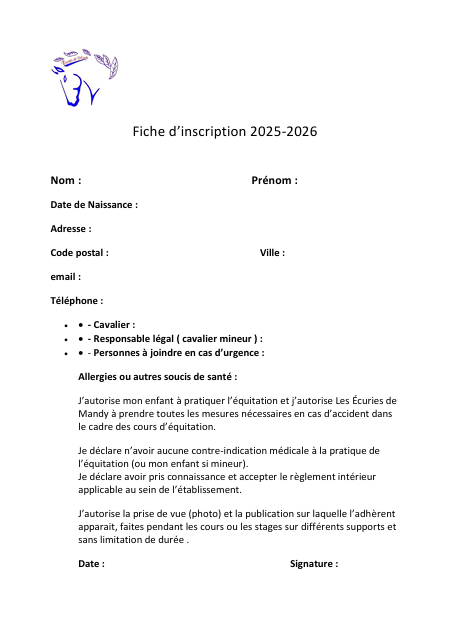 Fiche d’inscription 2025-2026
Nom : Prénom :
Date de Naissance :
Adresse :
Code postal : Ville :
email :
Téléphone :
• • - Cavalier :
• • - Responsable légal ( cavalier mineur ) :
• • - Personnes à joindre en cas d’urgence :
Allergies ou autres soucis de santé :
J’autorise mon enfant à pratiquer l’équitation et j’autorise Les Écuries de
Mandy à prendre toutes les mesures nécessaires en cas d’accident dans
le cadre des cours d’équitation.
Je déclare n’avoir aucune contre-indication médicale à la pratique de
l’équitation (ou mon enfant si mineur).
Je déclare avoir pris connaissance et accepter le règlement intérieur
applicable au sein de l’établissement.
J’autorise la prise de vue (photo) et la publication sur laquelle l’adhèrent
apparait, faites pendant les cours ou les stages sur différents supports et
sans limitation de durée .
Date : Signature :